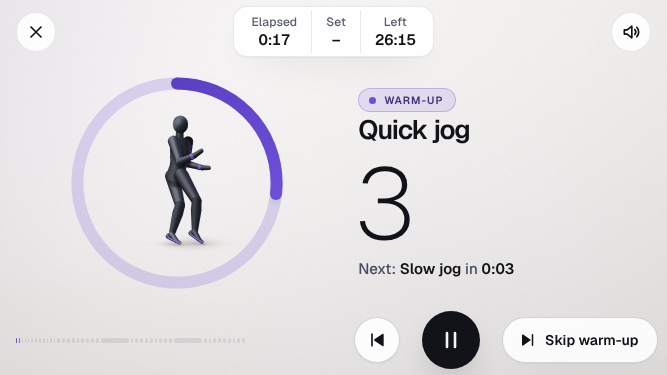 Elapsed Set Left
0:17 – 26:15
WARM-UP
Quick jog
3
Next: Slow jog in 0:03
Skip warm-up